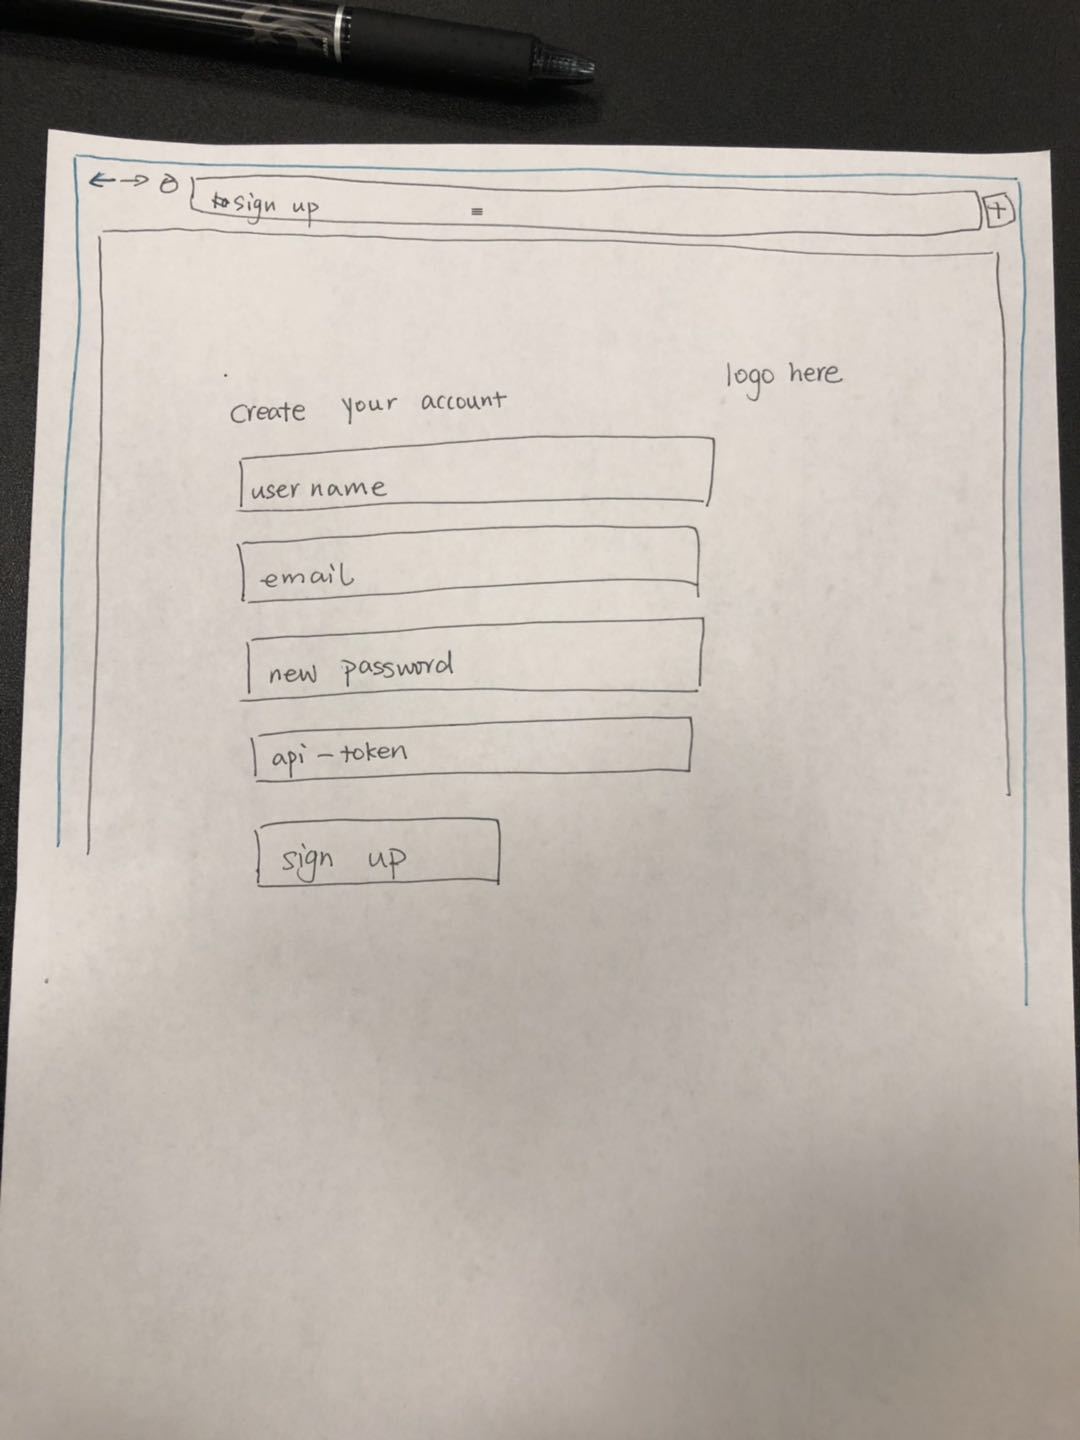 sign up
logo here
create your account
user name
email
new password
api-token
sign up